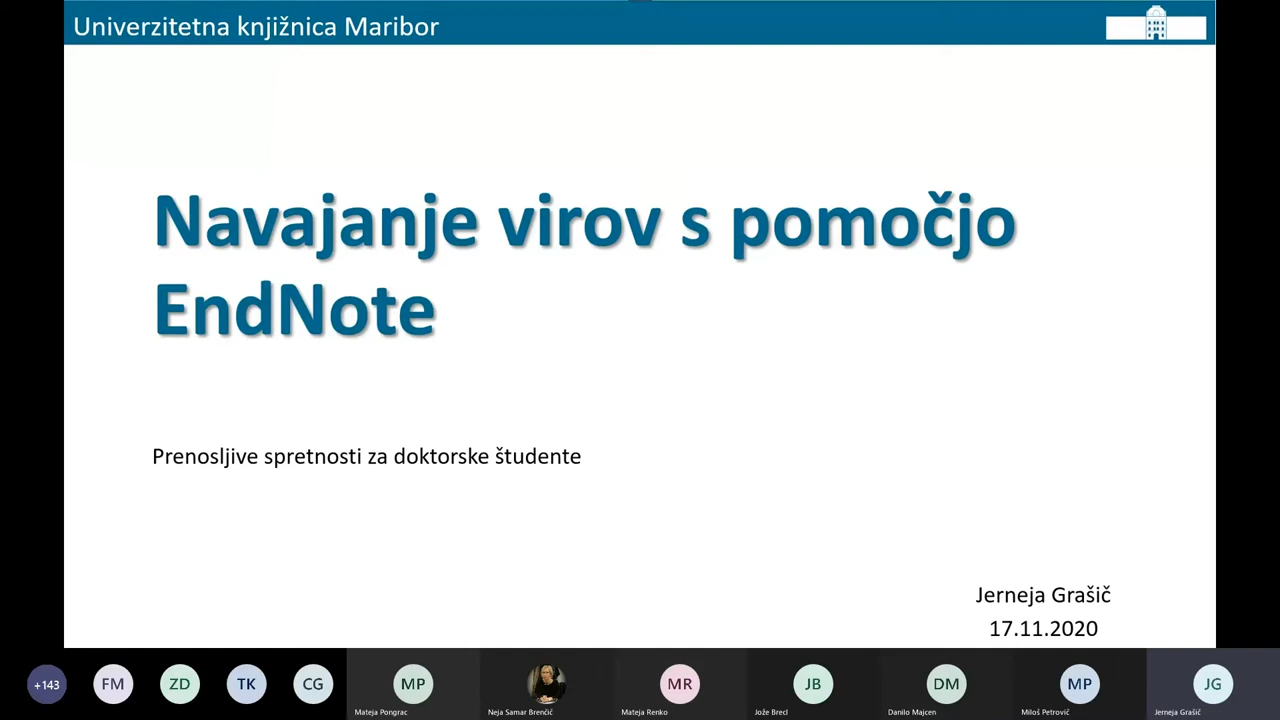 Univerzitetna knjižnica Maribor
Navajanje virov s pomočjo
EndNote
Prenosljive spretnosti za doktorske študente
Jerneja Grašič
17.11.2020
+143
FM
ZD
TK
CG
MP
MR
JB
DM
MP
JG
Mateja Pongrac
Neja Samar Brenčič
Mateja Renko
Jože Brecl
Danilo Majcen
Miloš Petrovič
Jerneja Grašič